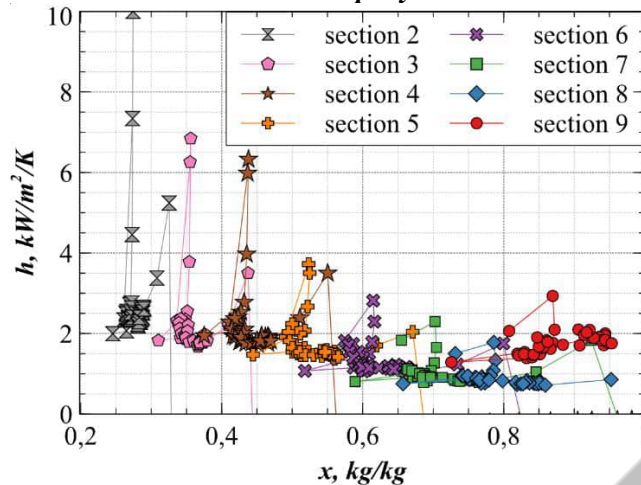 10
8
6
4
2
0
h, kW/m²/K
section 2
section 3
section 4
section 5
section 6
section 7
section 8
section 9
0,2
0,4
0,6
0,8
x, kg/kg